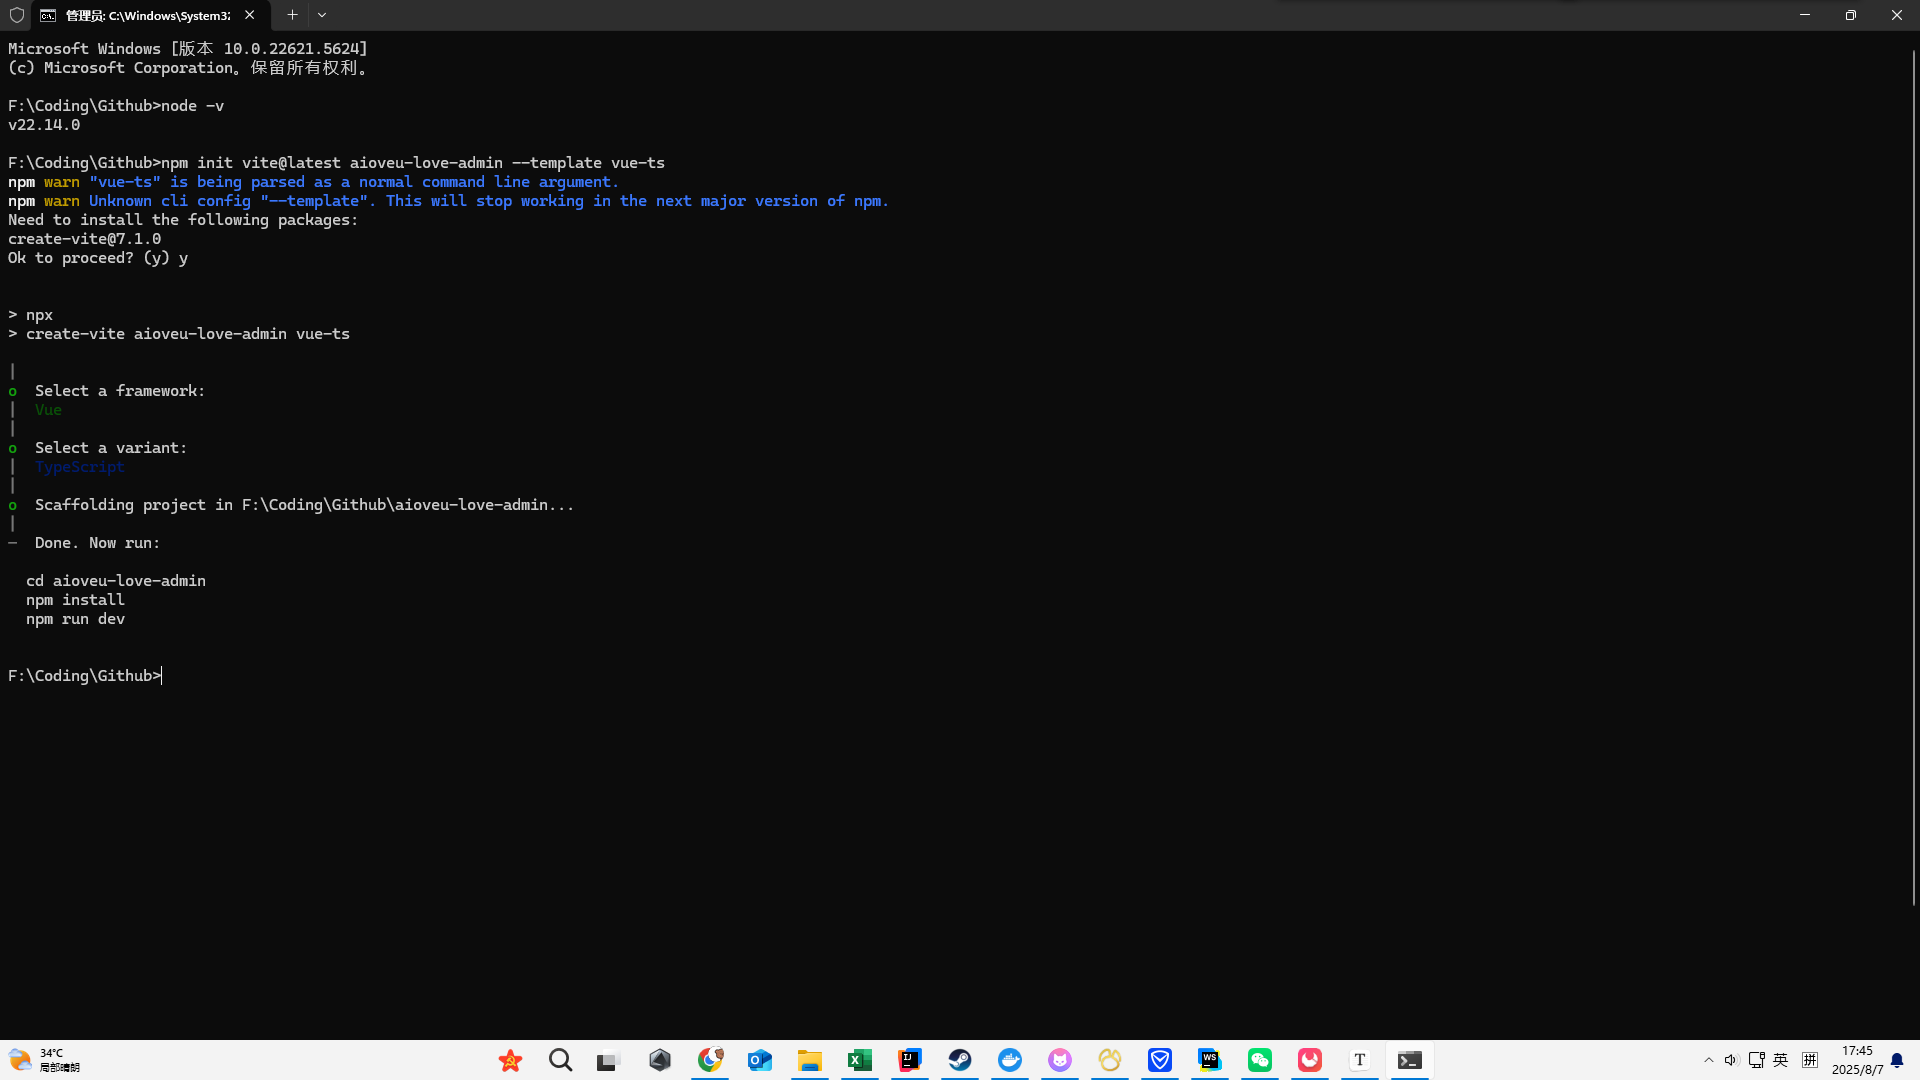 管理员: C:\Windows\System32
Microsoft Windows [版本 10.0.22621.5624]
(c) Microsoft Corporation。保留所有权利。
F:\Coding\Github>node -v
v22.14.0
F:\Coding\Github>npm init vite@latest aioveu-love-admin --template vue-ts
npm warn "vue-ts" is being parsed as a normal command line argument.
npm warn Unknown cli config "--template". This will stop working in the next major version of npm.
Need to install the following packages:
create-vite@7.1.0
Ok to proceed? (y) y
> npx
> create-vite aioveu-love-admin vue-ts
|
o  Select a framework:
|  Vue
|
o  Select a variant:
|  TypeScript
|
o  Scaffolding project in F:\Coding\Github\aioveu-love-admin...
|
—  Done. Now run:
cd aioveu-love-admin
npm install
npm run dev
F:\Coding\Github>
34°C
局部晴朗
英
拼
17:45
2025/8/7